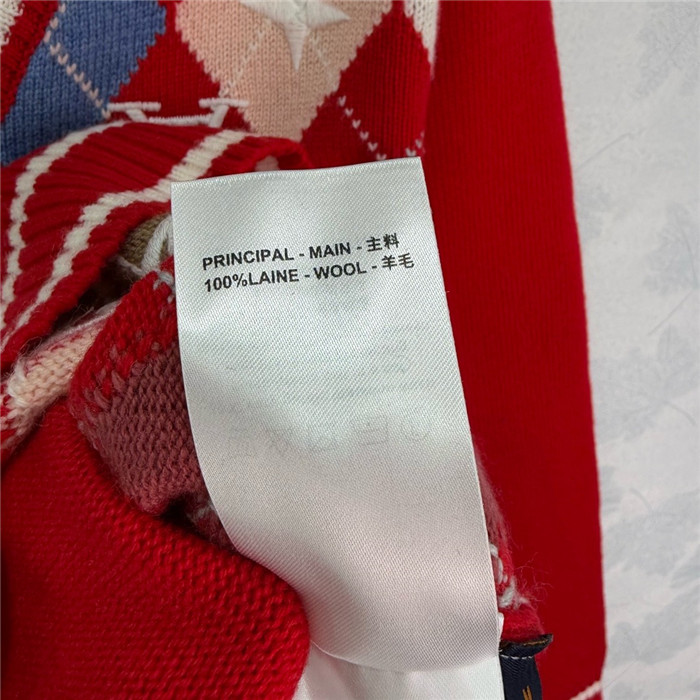 PRINCIPAL - MAIN - 主料
100%LAINE - WOOL - 羊毛